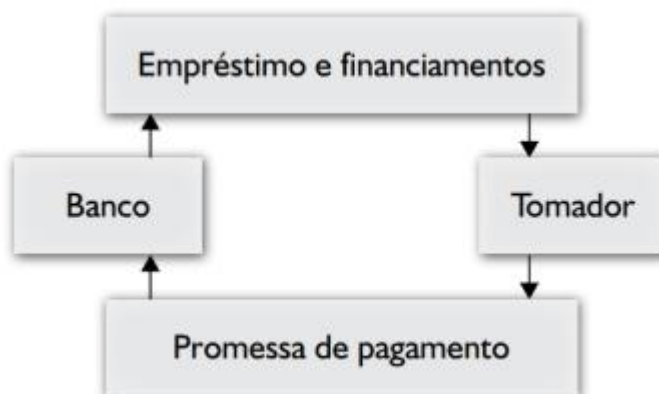 Empréstimo e financiamentos
Banco
Tomador
Promessa de pagamento